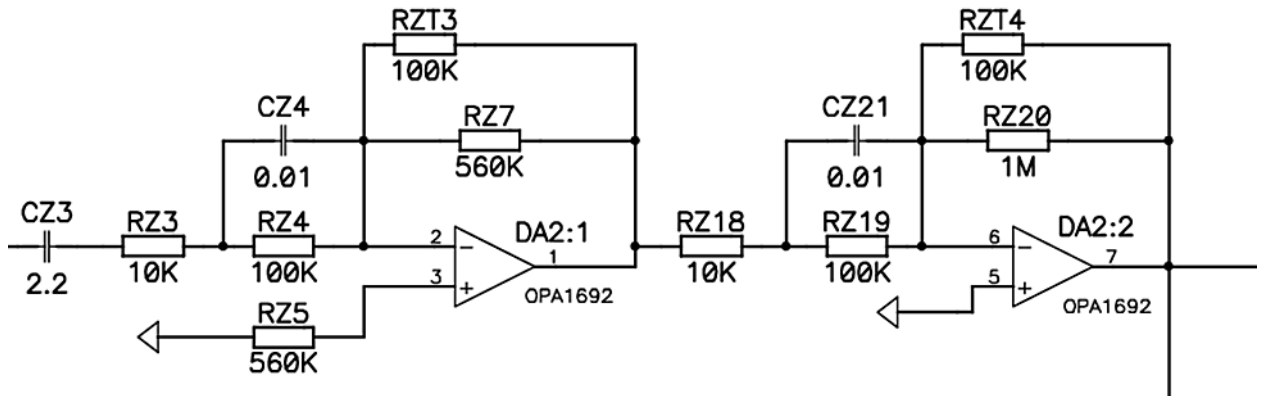 RZT3
100K
RZT4
100K
CZ4
0.01
RZ7
560K
CZ21
0.01
RZ20
1M
CZ3
2.2
RZ3
10K
RZ4
100K
2
3
DA2:1
1
OPA1692
RZ5
560K
RZ18
10K
RZ19
100K
6
5
DA2:2
7
OPA1692